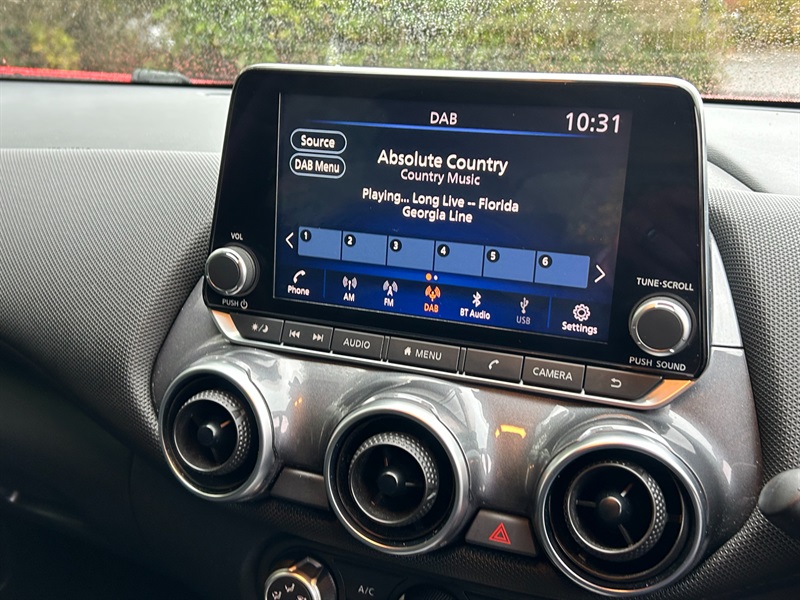 DAB
10:31
Source
DAB Menu
Absolute Country
Country Music
Playing... Long Live -- Florida
Georgia Line
1 2 3 4 5 6
Phone
AM
FM
DAB
BT Audio
USB
Settings
VOL
PUSH
TUNE·SCROLL
PUSH SOUND
AUDIO
MENU
CAMERA
A/C